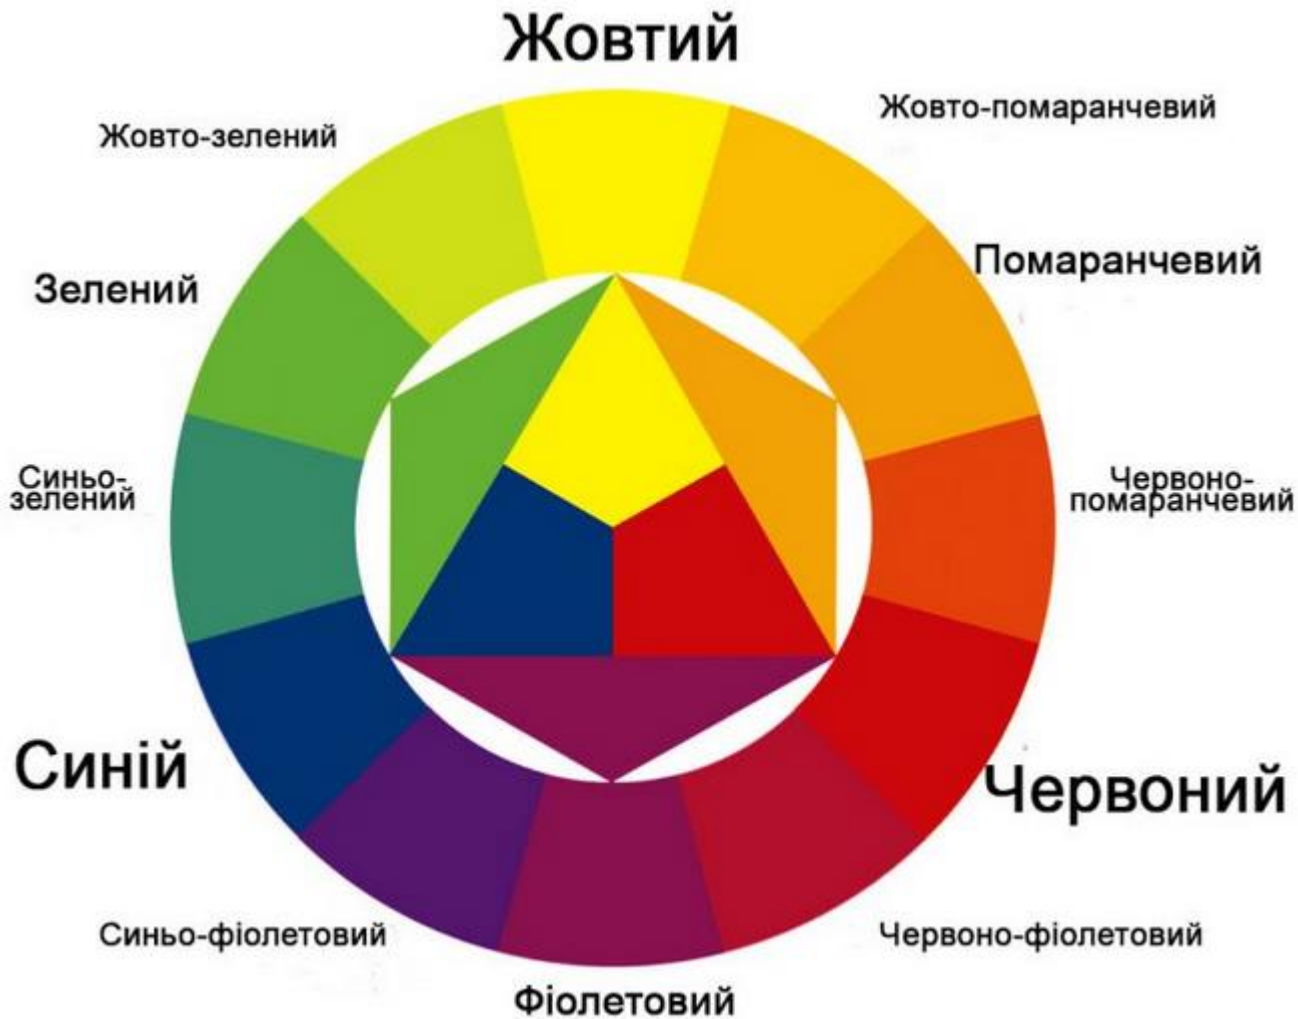 Жовтий
Жовто-зелений
Жовто-помаранчевий
Зелений
Помаранчевий
Синьо-
зелений
Червоно-
помаранчевий
Синій
Червоний
Синьо-фіолетовий
Червоно-фіолетовий
Фіолетовий